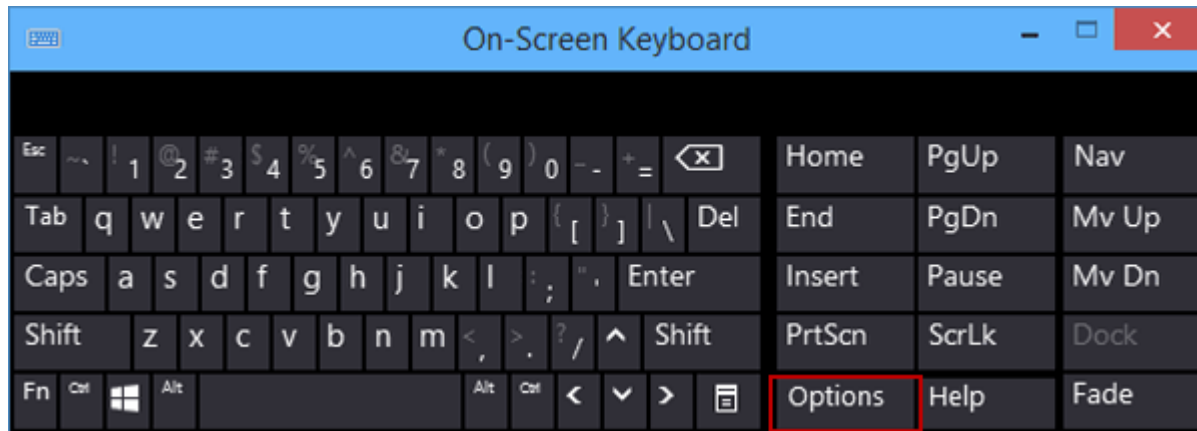 On-Screen Keyboard
Esc ~ ` ! 1 @ 2 # 3 $ 4 % 5 ^ 6 & 7 * 8 ( 9 ) 0 _ - + = Home PgUp Nav
Tab q w e r t y u i o p { [ } ] | \ Del End PgDn Mv Up
Caps a s d f g h j k l : ; " ' Enter Insert Pause Mv Dn
Shift z x c v b n m < , > . ? / ^ Shift PrtScn ScrLk Dock
Fn Ctrl Alt Alt Ctrl Options Help Fade